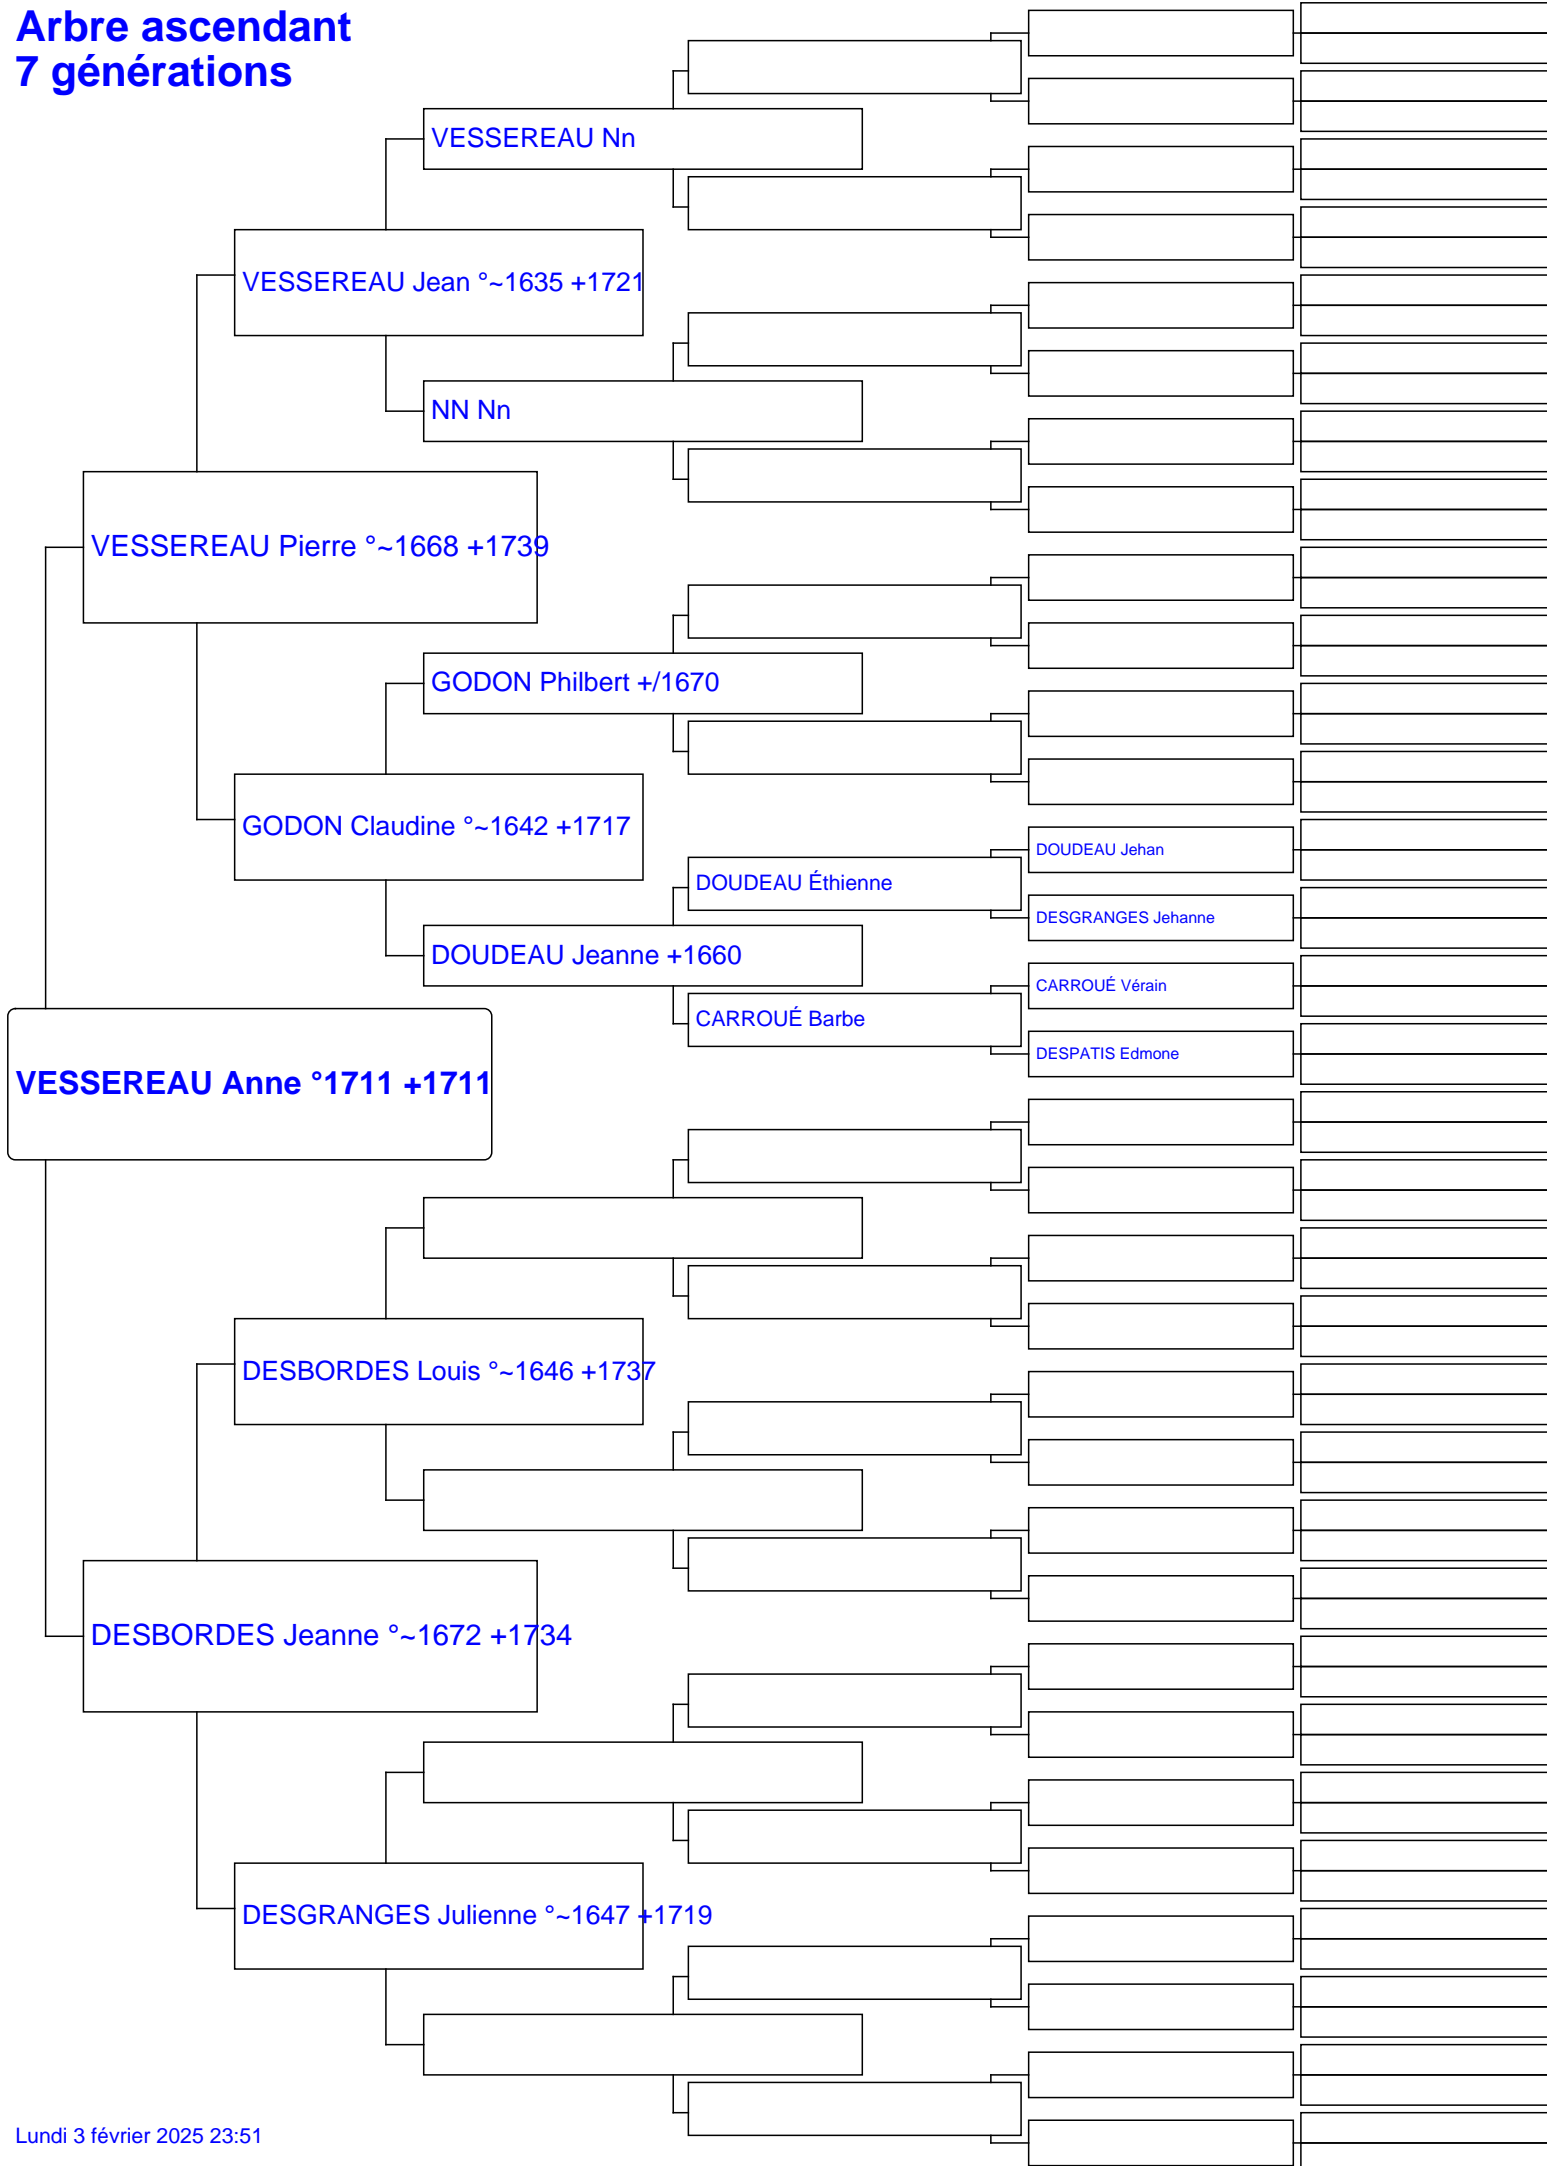 Arbre ascendant
7 générations
VESSEREAU Nn
VESSEREAU Jean °~1635 +1721
NN Nn
VESSEREAU Pierre °~1668 +1739
GODON Philbert +/1670
GODON Claudine °~1642 +1717
DOUDEAU Jehan
DOUDEAU Éthienne
DESGRANGES Jehanne
DOUDEAU Jeanne +1660
CARROUÉ Vérain
CARROUÉ Barbe
DESPATIS Edmone
VESSEREAU Anne °1711 +1711
DESBORDES Louis °~1646 +1737
DESBORDES Jeanne °~1672 +1734
DESGRANGES Julienne °~1647 +1719
Lundi 3 février 2025 23:51